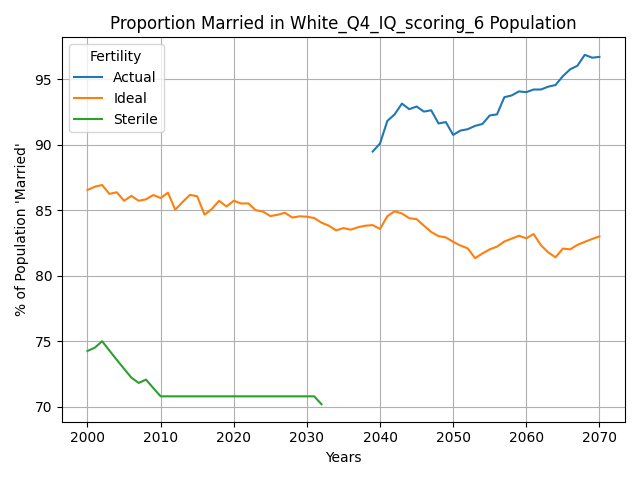 Proportion Married in White_Q4_IQ_scoring_6 Population
Fertility
Actual
Ideal
Sterile
% of Population 'Married'
95
90
85
80
75
70
2000
2010
2020
2030
2040
2050
2060
2070
Years